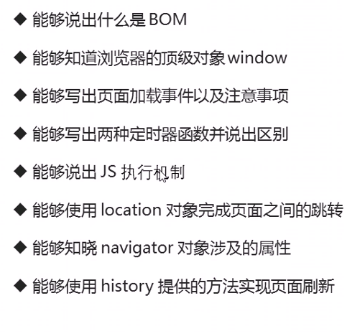 ◆ 能够说出什么是 BOM
◆ 能够知道浏览器的顶级对象 window
◆ 能够写出页面加载事件以及注意事项
◆ 能够写出两种定时器函数并说出区别
◆ 能够说出 JS 执行机制
◆ 能够使用 location 对象完成页面之间的跳转
◆ 能够知晓 navigator 对象涉及的属性
◆ 能够使用 history 提供的方法实现页面刷新